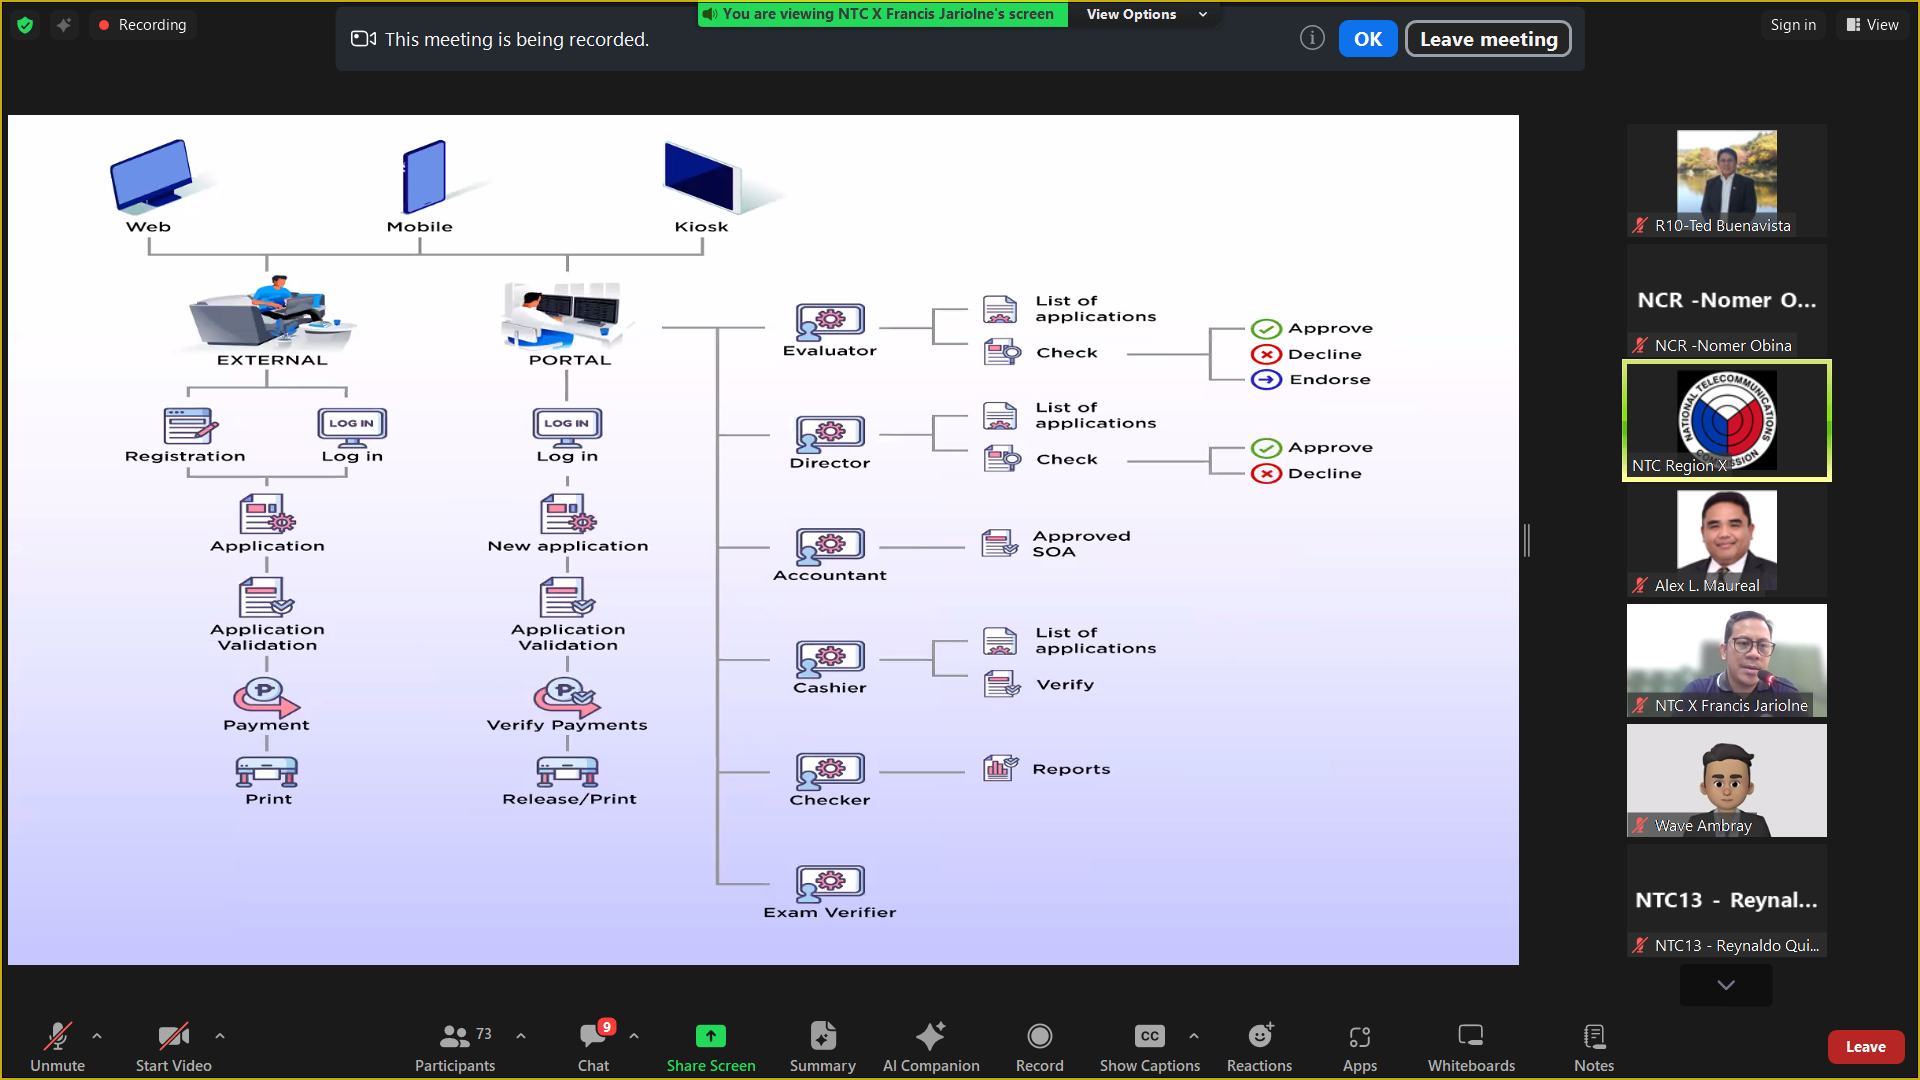 Recording
This meeting is being recorded.
You are viewing NTC X Francis Jariolne's screen
View Options
OK
Leave meeting
Sign in
View
Web
Mobile
Kiosk
EXTERNAL
PORTAL
Registration
LOG IN
Log in
LOG IN
Log in
Application
New application
Application
Validation
Application
Validation
Payment
Verify Payments
Print
Release/Print
Evaluator
List of
applications
Check
Approve
Decline
Endorse
Director
List of
applications
Check
Approve
Decline
Accountant
Approved
SOA
Cashier
List of
applications
Verify
Checker
Reports
Exam Verifier
R10-Ted Buenavista
NCR -Nomer O...
NCR -Nomer Obina
NATIONAL TELECOMMUNICATIONS COMMISSION
NTC Region X
Alex L. Maureal
NTC X Francis Jariolne
Wave Ambray
NTC13 - Reynal...
NTC13 - Reynaldo Qui...
Unmute
Start Video
73
Participants
9
Chat
Share Screen
Summary
AI Companion
Record
CC
Show Captions
Reactions
Apps
Whiteboards
Notes
Leave